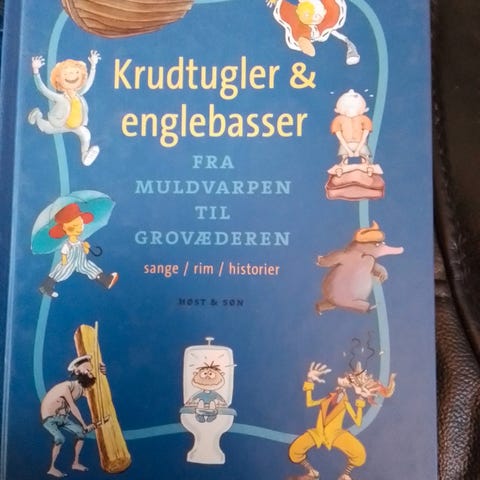 Krudtugler &
englebasser
FRA
MULDVARPEN
TIL
GROVÆDEREN
sange / rim / historier
HØST & SØN